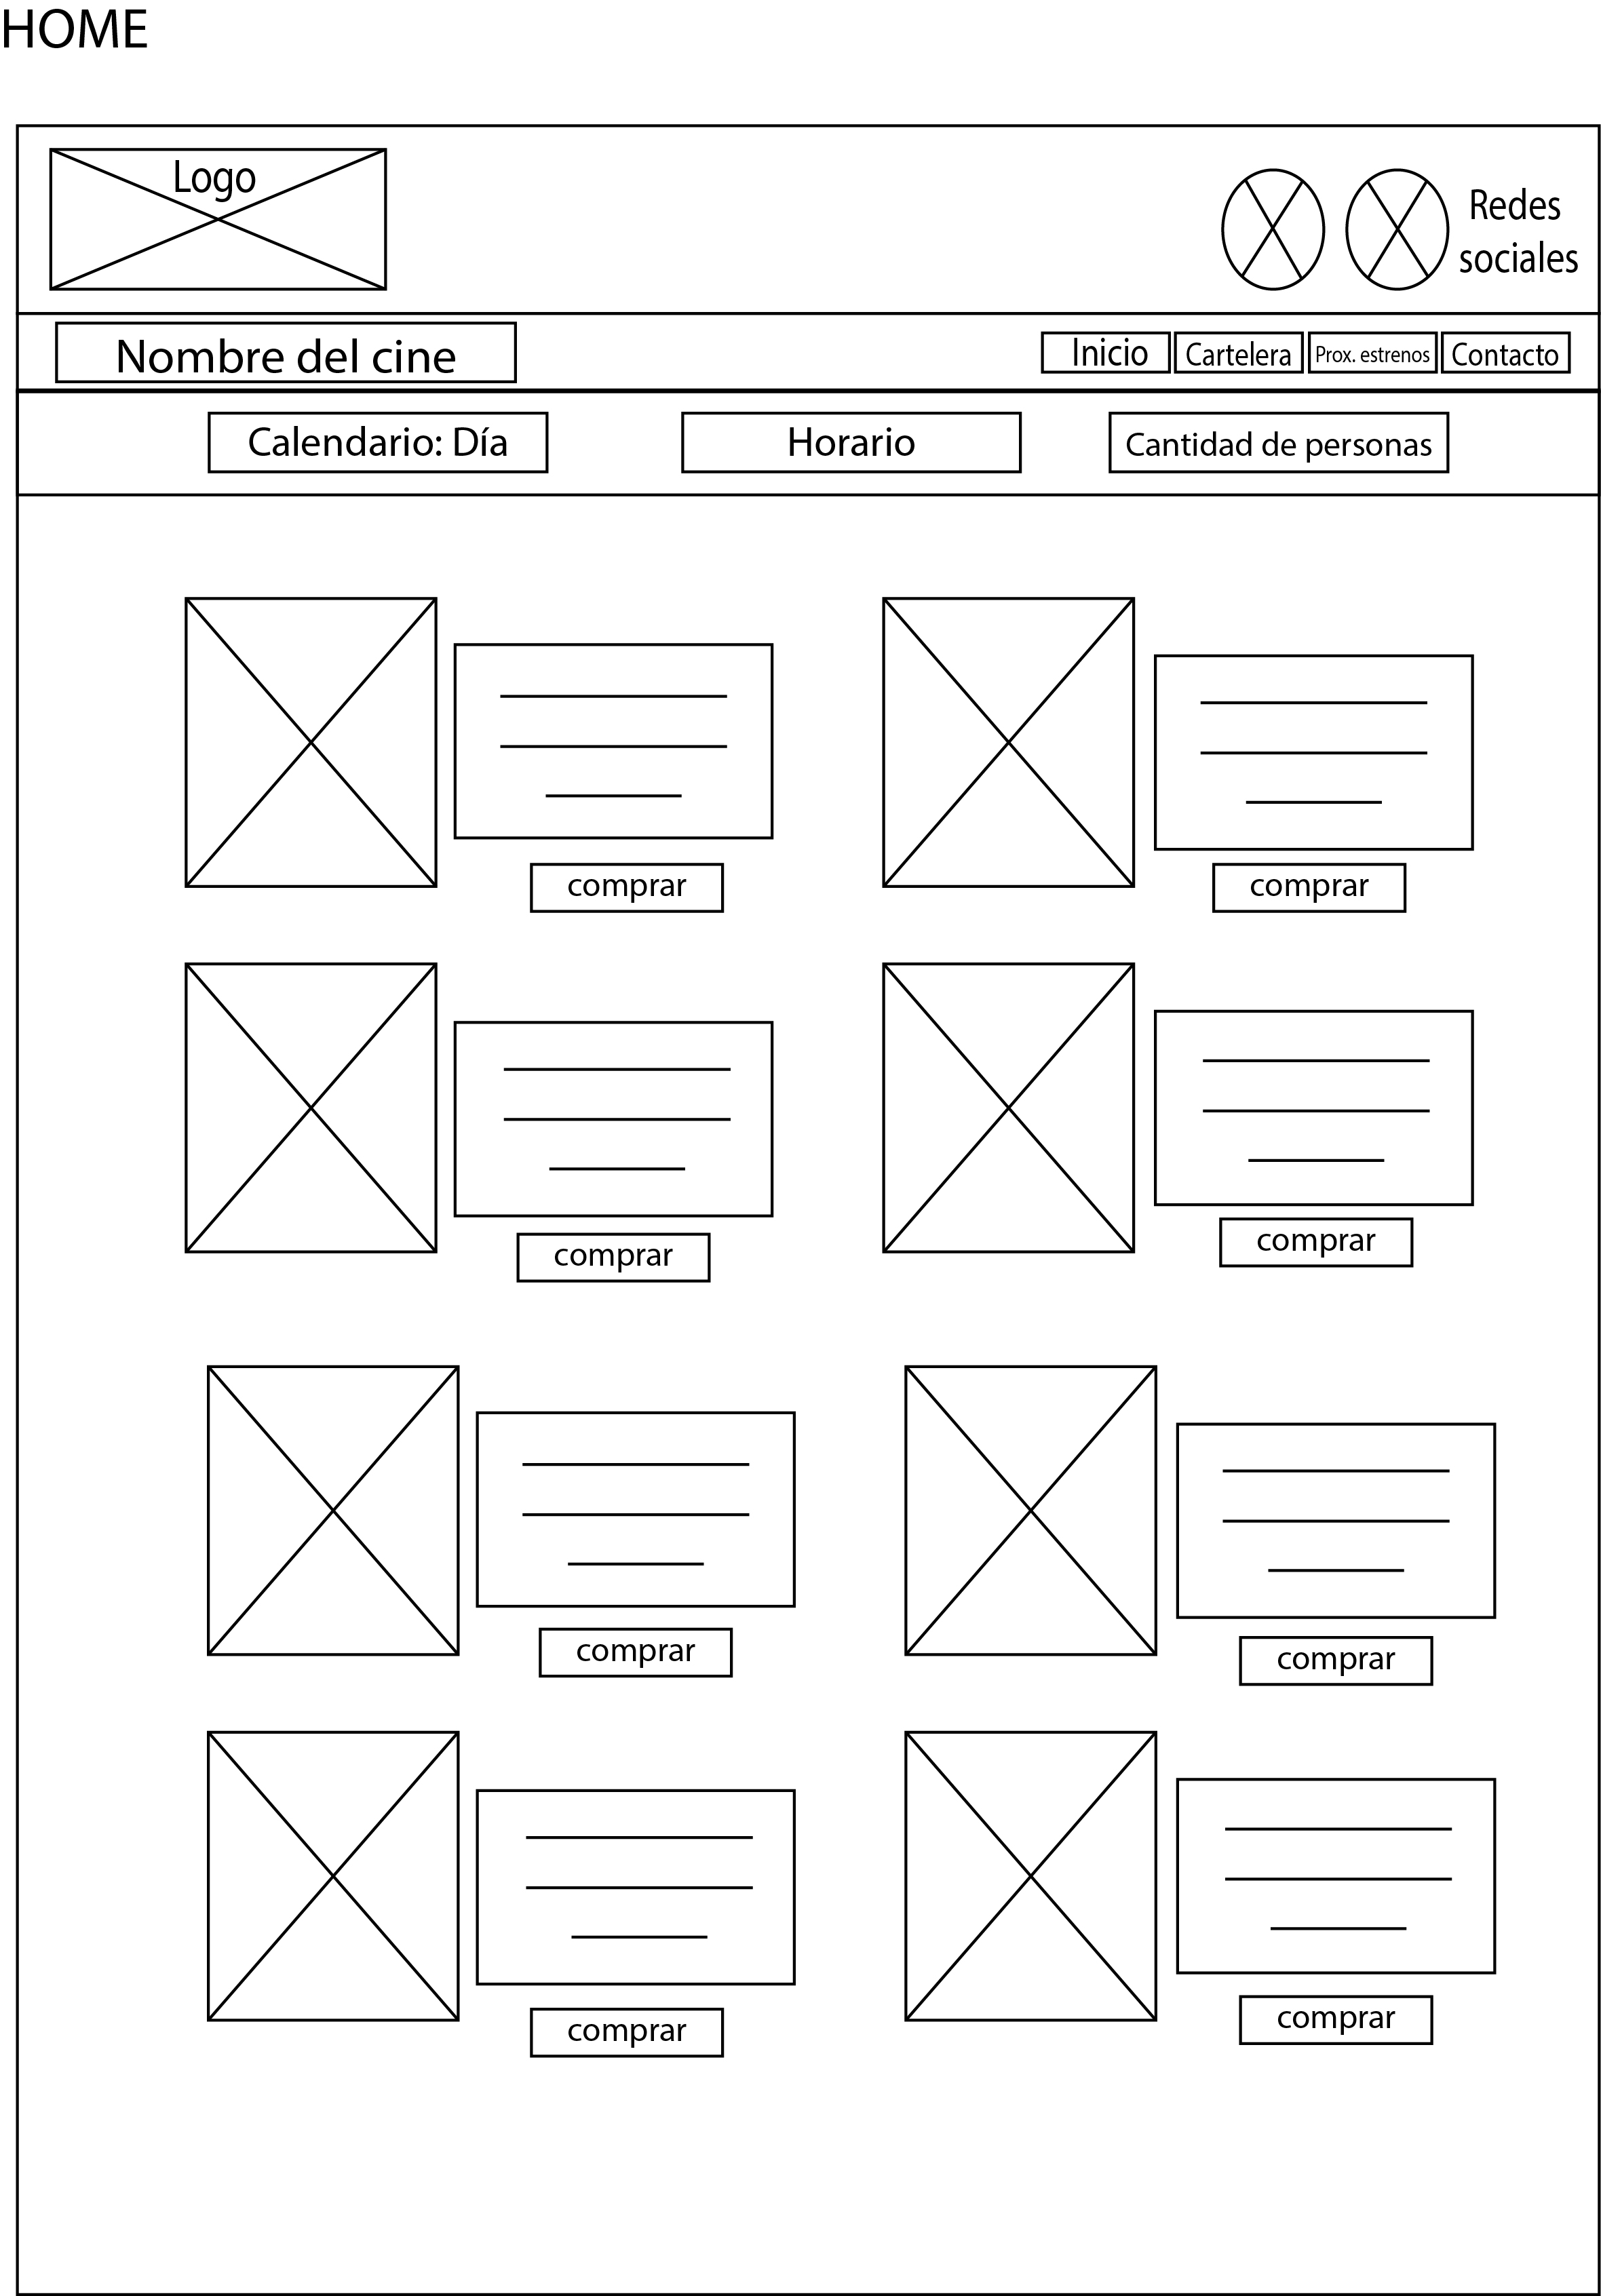 HOME
Logo
Redes
sociales
Nombre del cine
Inicio
Cartelera
Prox. estrenos
Contacto
Calendario: Día
Horario
Cantidad de personas
comprar
comprar
comprar
comprar
comprar
comprar
comprar
comprar